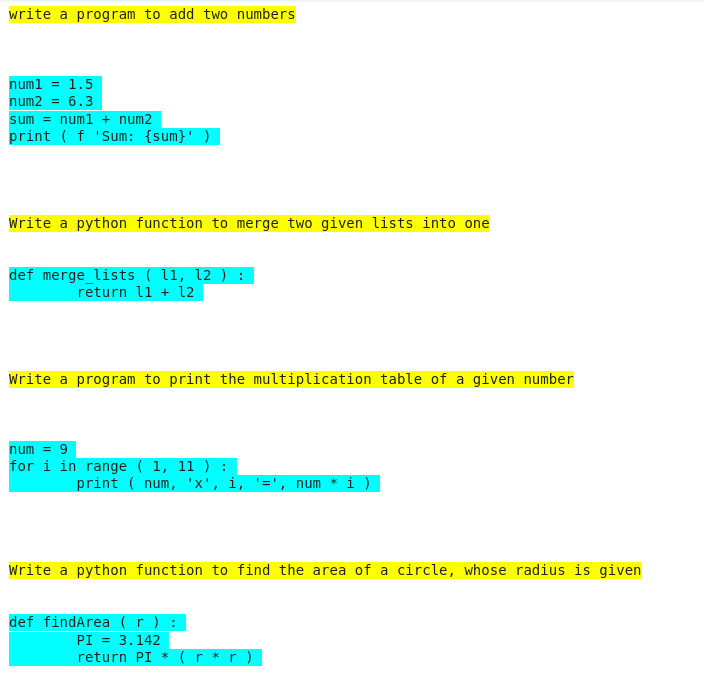 write a program to add two numbers
num1 = 1.5
num2 = 6.3
sum = num1 + num2
print ( f 'Sum: {sum}' )
Write a python function to merge two given lists into one
def merge_lists ( l1, l2 ) :
        return l1 + l2
Write a program to print the multiplication table of a given number
num = 9
for i in range ( 1, 11 ) :
        print ( num, 'x', i, '=', num * i )
Write a python function to find the area of a circle, whose radius is given
def findArea ( r ) :
        PI = 3.142
        return PI * ( r * r )